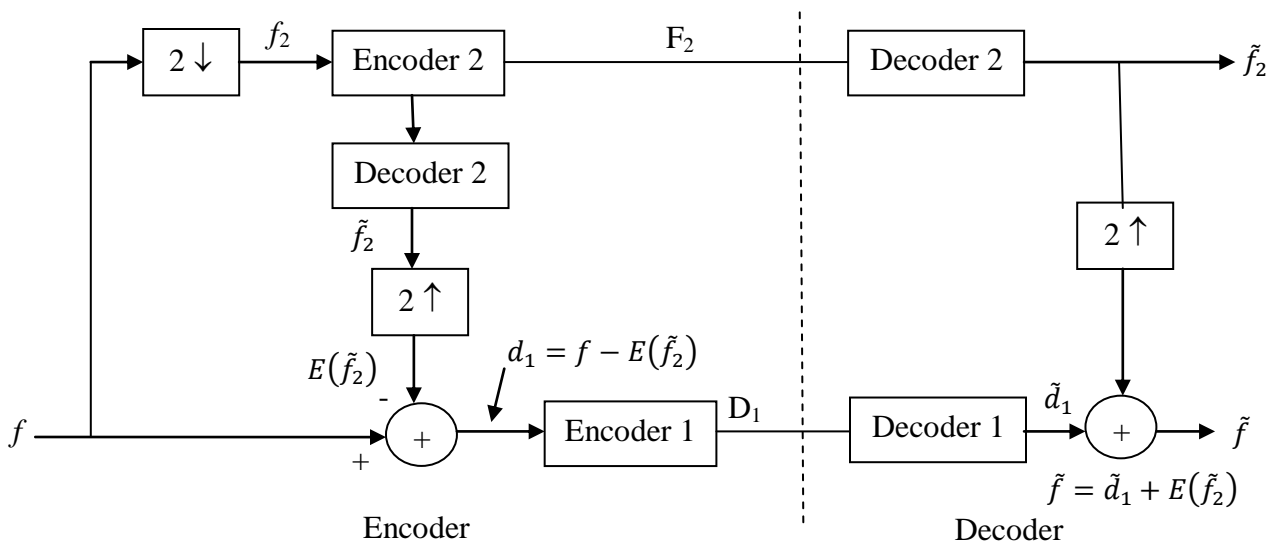 2 ↓
f₂
Encoder 2
F₂
Decoder 2
f̃₂
Decoder 2
f̃₂
2 ↑
2 ↑
E(f̃₂)
-
d₁ = f − E(f̃₂)
f
+
+
Encoder 1
D₁
Decoder 1
d̃₁
+
f̃
f̃ = d̃₁ + E(f̃₂)
Encoder
Decoder